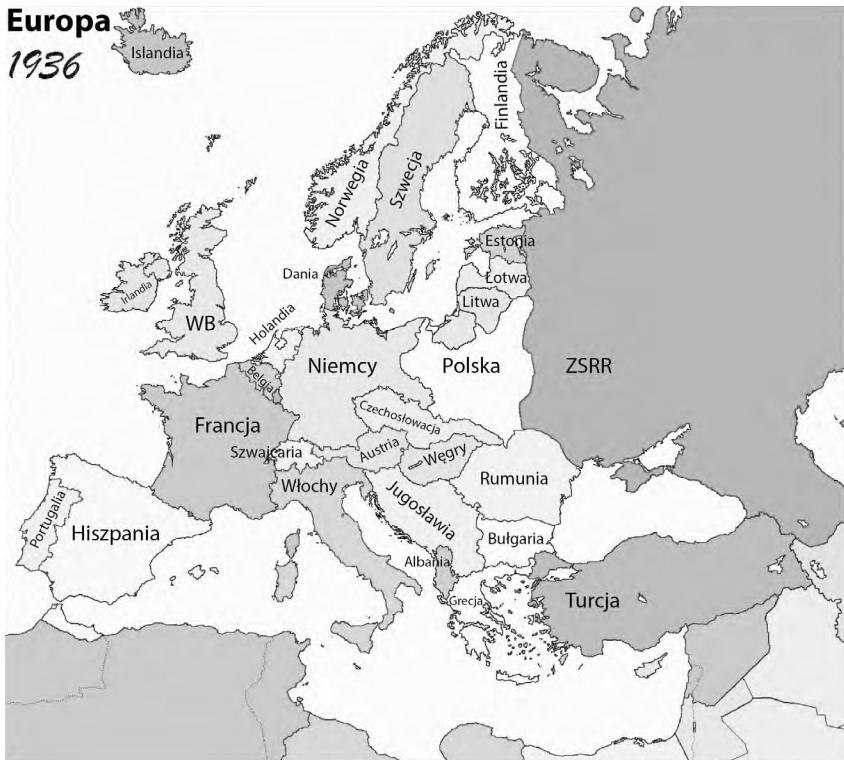 Europa
1936
Islandia
Norwegia
Szwecja
Finlandia
Estonia
Łotwa
Litwa
Dania
Irlandia
WB
Holandia
Belgia
Niemcy
Polska
ZSRR
Czechosłowacja
Francja
Szwajcaria
Austria
Węgry
Rumunia
Włochy
Jugosławia
Portugalia
Hiszpania
Bułgaria
Albania
Grecja
Turcja